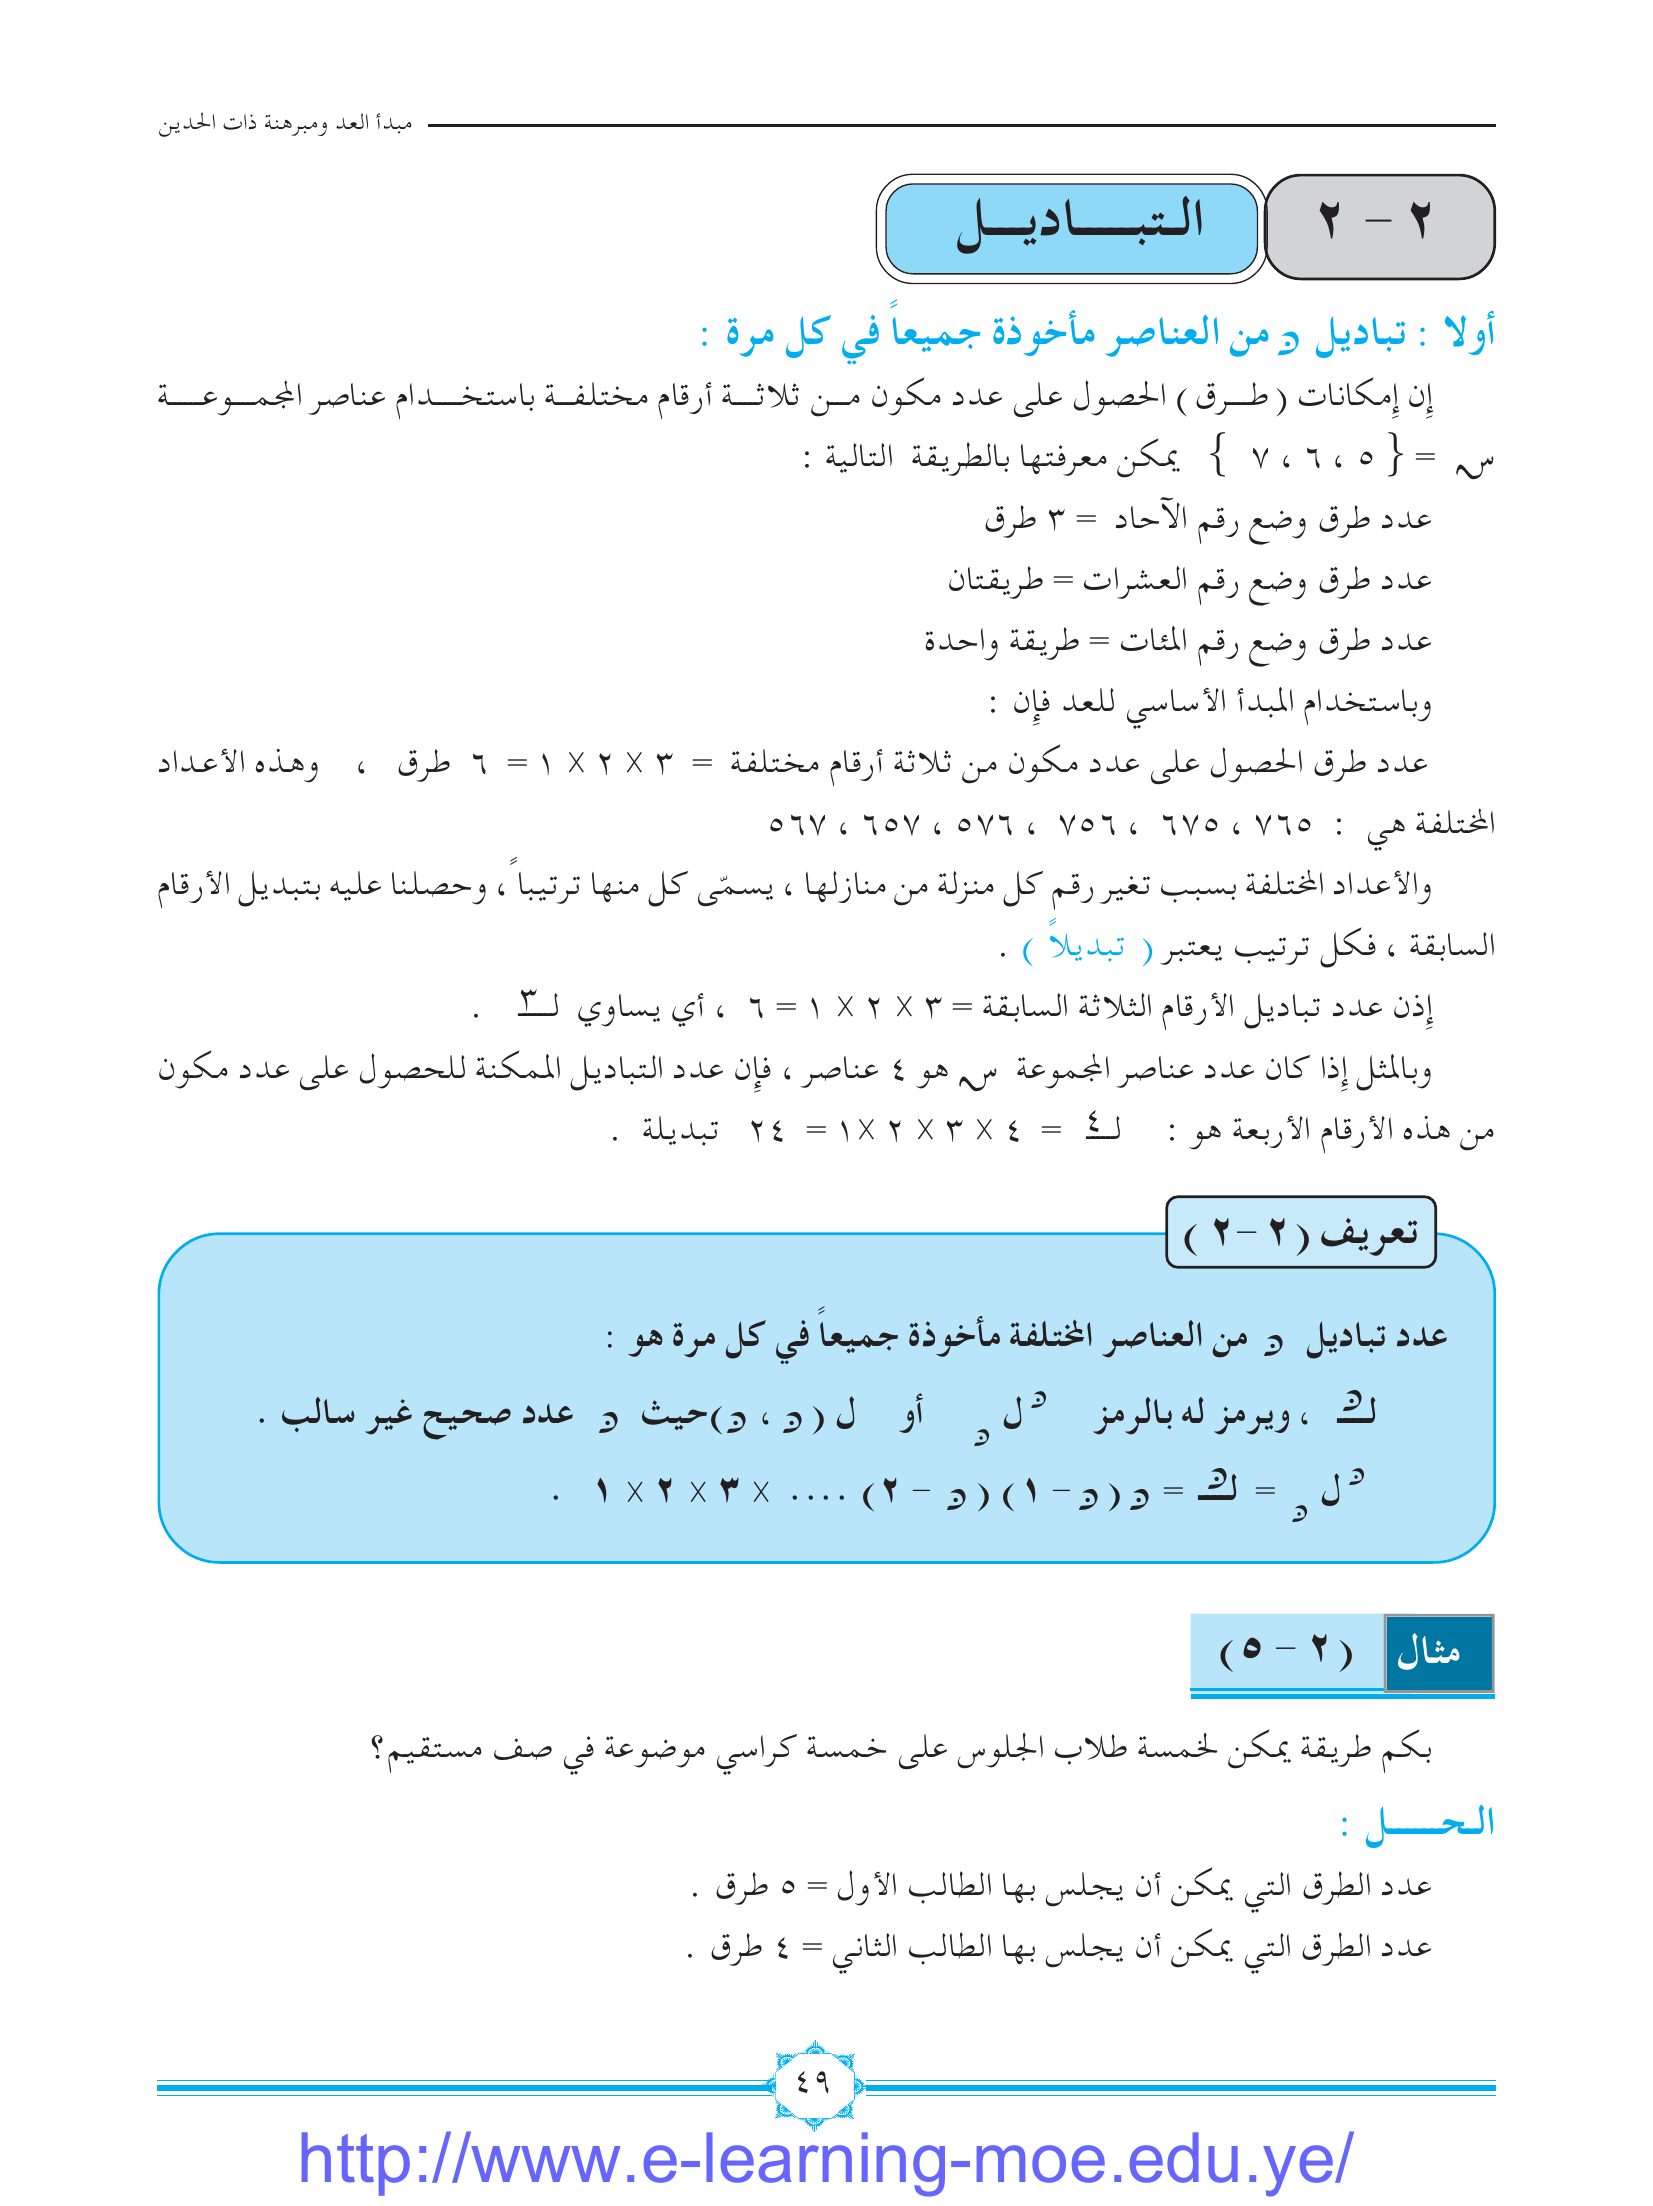 مبدأ العد ومبرهنة ذات الحدين
٢ – ٢ التبـــاديــل
أولا : تباديل ن من العناصر مأخوذة جميعاً في كل مرة :
إن إمكانات ( طـرق ) الحصول على عدد مكون مـن ثلاثـة أرقام مختلفـة باستخـدام عناصر المجمـوعـة
س = { ٥ ، ٦ ، ٧ } يمكن معرفتها بالطريقة التالية :
عدد طرق وضع رقم الآحاد = ٣ طرق
عدد طرق وضع رقم العشرات = طريقتان
عدد طرق وضع رقم المئات = طريقة واحدة
وباستخدام المبدأ الأساسي للعد فإن :
عدد طرق الحصول على عدد مكون من ثلاثة أرقام مختلفة = ٣ × ٢ × ١ = ٦ طرق ، وهذه الأعداد
المختلفة هي : ٧٦٥ ، ٦٧٥ ، ٧٥٦ ، ٥٧٦ ، ٦٥٧ ، ٥٦٧
والأعداد المختلفة بسبب تغير رقم كل منزلة من منازلها ، يسمّى كل منها ترتيباً ، وحصلنا عليه بتبديل الأرقام
السابقة ، فكل ترتيب يعتبر ( تبديلاً ) .
إذن عدد تباديل الأرقام الثلاثة السابقة = ٣ × ٢ × ١ = ٦ ، أي يساوي لـ٣ .
وبالمثل إذا كان عدد عناصر المجموعة س هو ٤ عناصر ، فإن عدد التباديل الممكنة للحصول على عدد مكون
من هذه الأرقام الأربعة هو : لـ٤ = ٤ × ٣ × ٢ ×١ = ٢٤ تبديلة .
تعريف ( ٢ – ٢ )
عدد تباديل ن من العناصر المختلفة مأخوذة جميعاً في كل مرة هو :
لـن ، ويرمز له بالرمز ن ل ن أو ل ( ن ، ن ) حيث ن عدد صحيح غير سالب .
ن ل ن = لـن = ن ( ن – ١ ) ( ن – ٢ ) .... × ٣ × ٢ × ١ .
مثال ( ٢ – ٥ )
بكم طريقة يمكن لخمسة طلاب الجلوس على خمسة كراسي موضوعة في صف مستقيم؟
الـحـــل :
عدد الطرق التي يمكن أن يجلس بها الطالب الأول = ٥ طرق .
عدد الطرق التي يمكن أن يجلس بها الطالب الثاني = ٤ طرق .
٤٩
http://www.e-learning-moe.edu.ye/